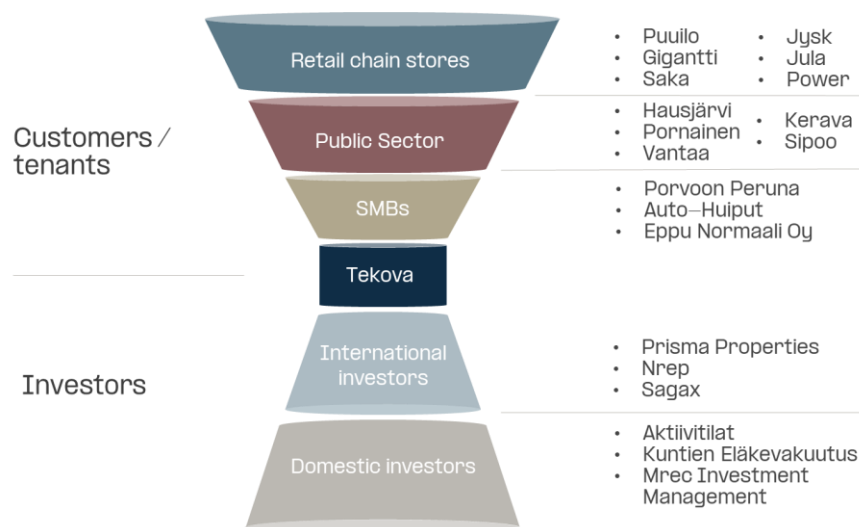 Retail chain stores
• Puuilo
• Gigantti
• Saka
• Jysk
• Jula
• Power
Customers /
tenants
Public Sector
• Hausjärvi
• Pornainen
• Vantaa
• Kerava
• Sipoo
SMBs
• Porvoon Peruna
• Auto-Huiput
• Eppu Normaali Oy
Tekova
Investors
International
investors
• Prisma Properties
• Nrep
• Sagax
Domestic investors
• Aktiivitilat
• Kuntien Eläkevakuutus
• Mrec Investment
Management